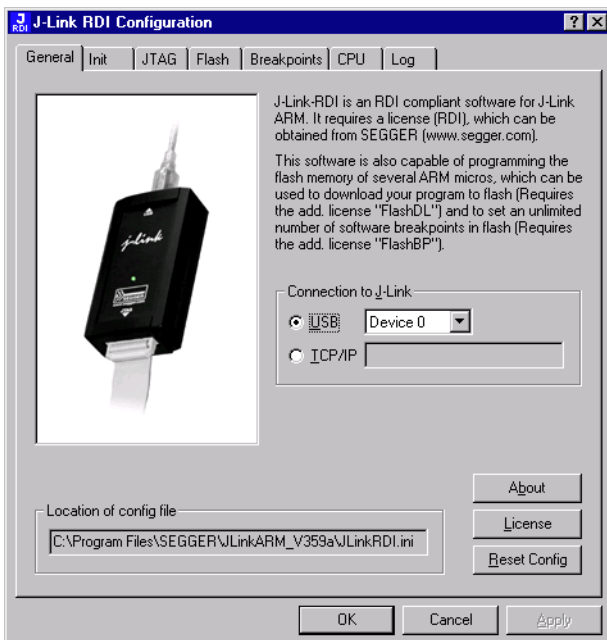 J-Link RDI Configuration
General Init JTAG Flash Breakpoints CPU Log
J-Link-RDI is an RDI compliant software for J-Link
ARM. It requires a license (RDI), which can be
obtained from SEGGER (www.segger.com).
This software is also capable of programming the
flash memory of several ARM micros, which can be
used to download your program to flash (Requires
the add. license "FlashDL") and to set an unlimited
number of software breakpoints in flash (Requires
the add. license "FlashBP").
J-Link
Connection to J-Link
USB Device 0
TCP/IP
About
Location of config file
License
C:\Program Files\SEGGER\JLinkARM_V359a\JLinkRDI.ini
Reset Config
OK Cancel Apply